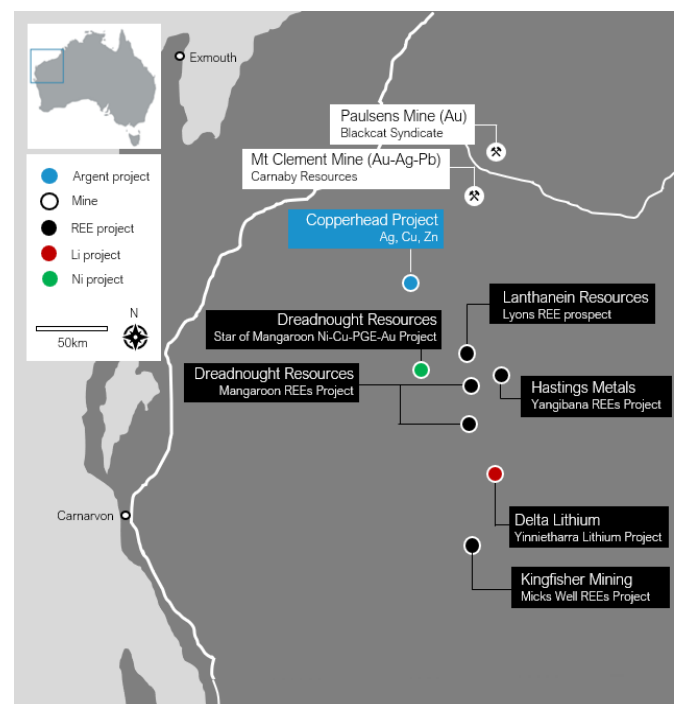 Exmouth
Paulsens Mine (Au)
Blackcat Syndicate
Mt Clement Mine (Au-Ag-Pb)
Carnaby Resources
Argent project
Mine
REE project
Li project
Ni project
N
50km
Copperhead Project
Ag, Cu, Zn
Lanthanein Resources
Lyons REE prospect
Dreadnought Resources
Star of Mangaroon Ni-Cu-PGE-Au Project
Dreadnought Resources
Mangaroon REEs Project
Hastings Metals
Yangibana REEs Project
Carnarvon
Delta Lithium
Yinnietharra Lithium Project
Kingfisher Mining
Micks Well REEs Project